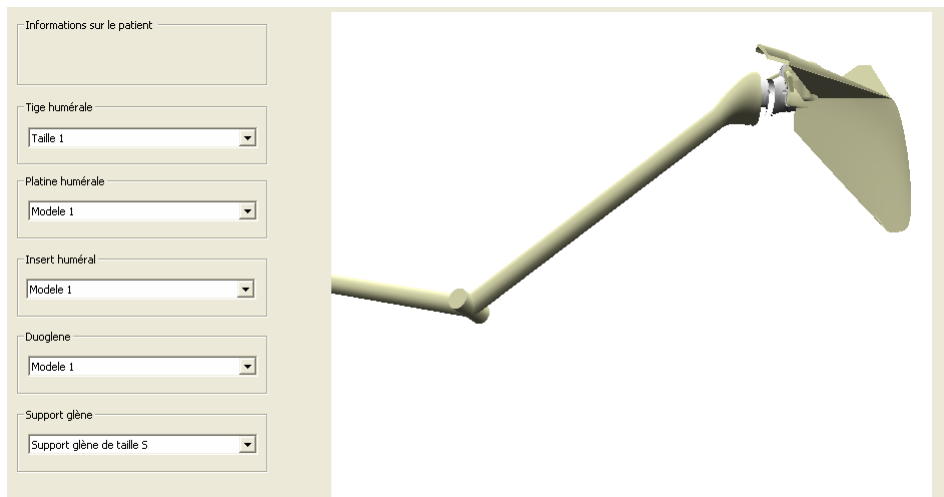 Informations sur le patient
Tige humérale
Taille 1
Platine humérale
Modele 1
Insert huméral
Modele 1
Duoglene
Modele 1
Support glène
Support glène de taille S